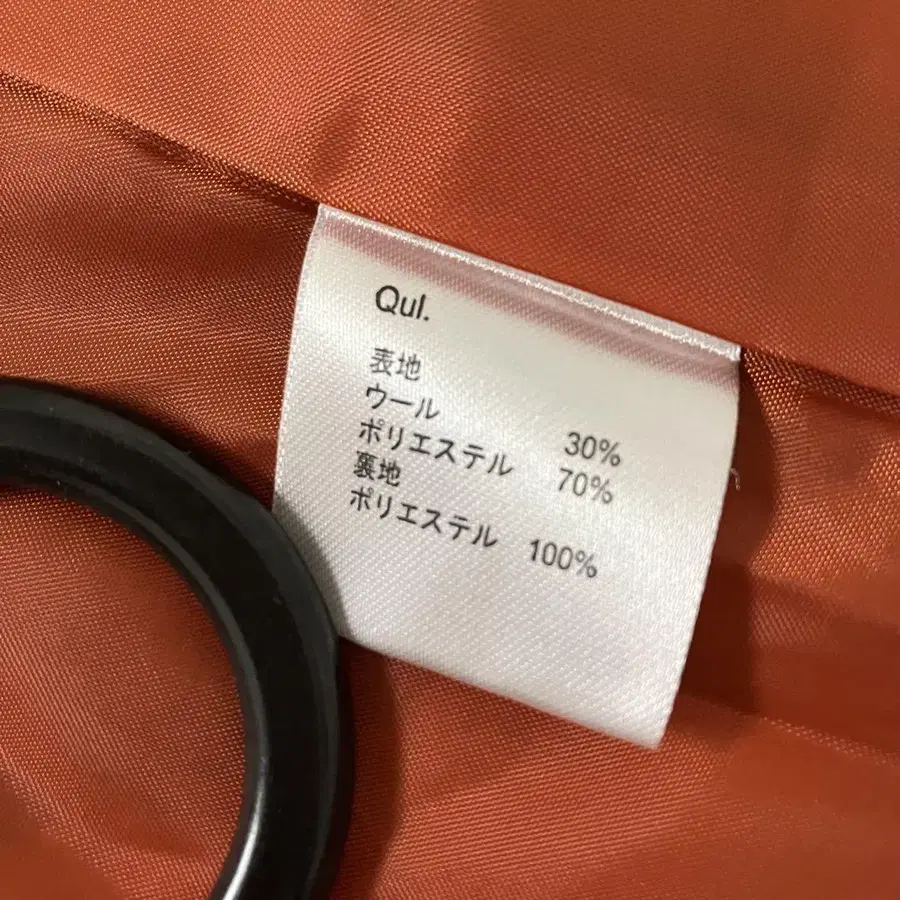 Qul.
表地
ウール 30%
ポリエステル 70%
裏地
ポリエステル 100%